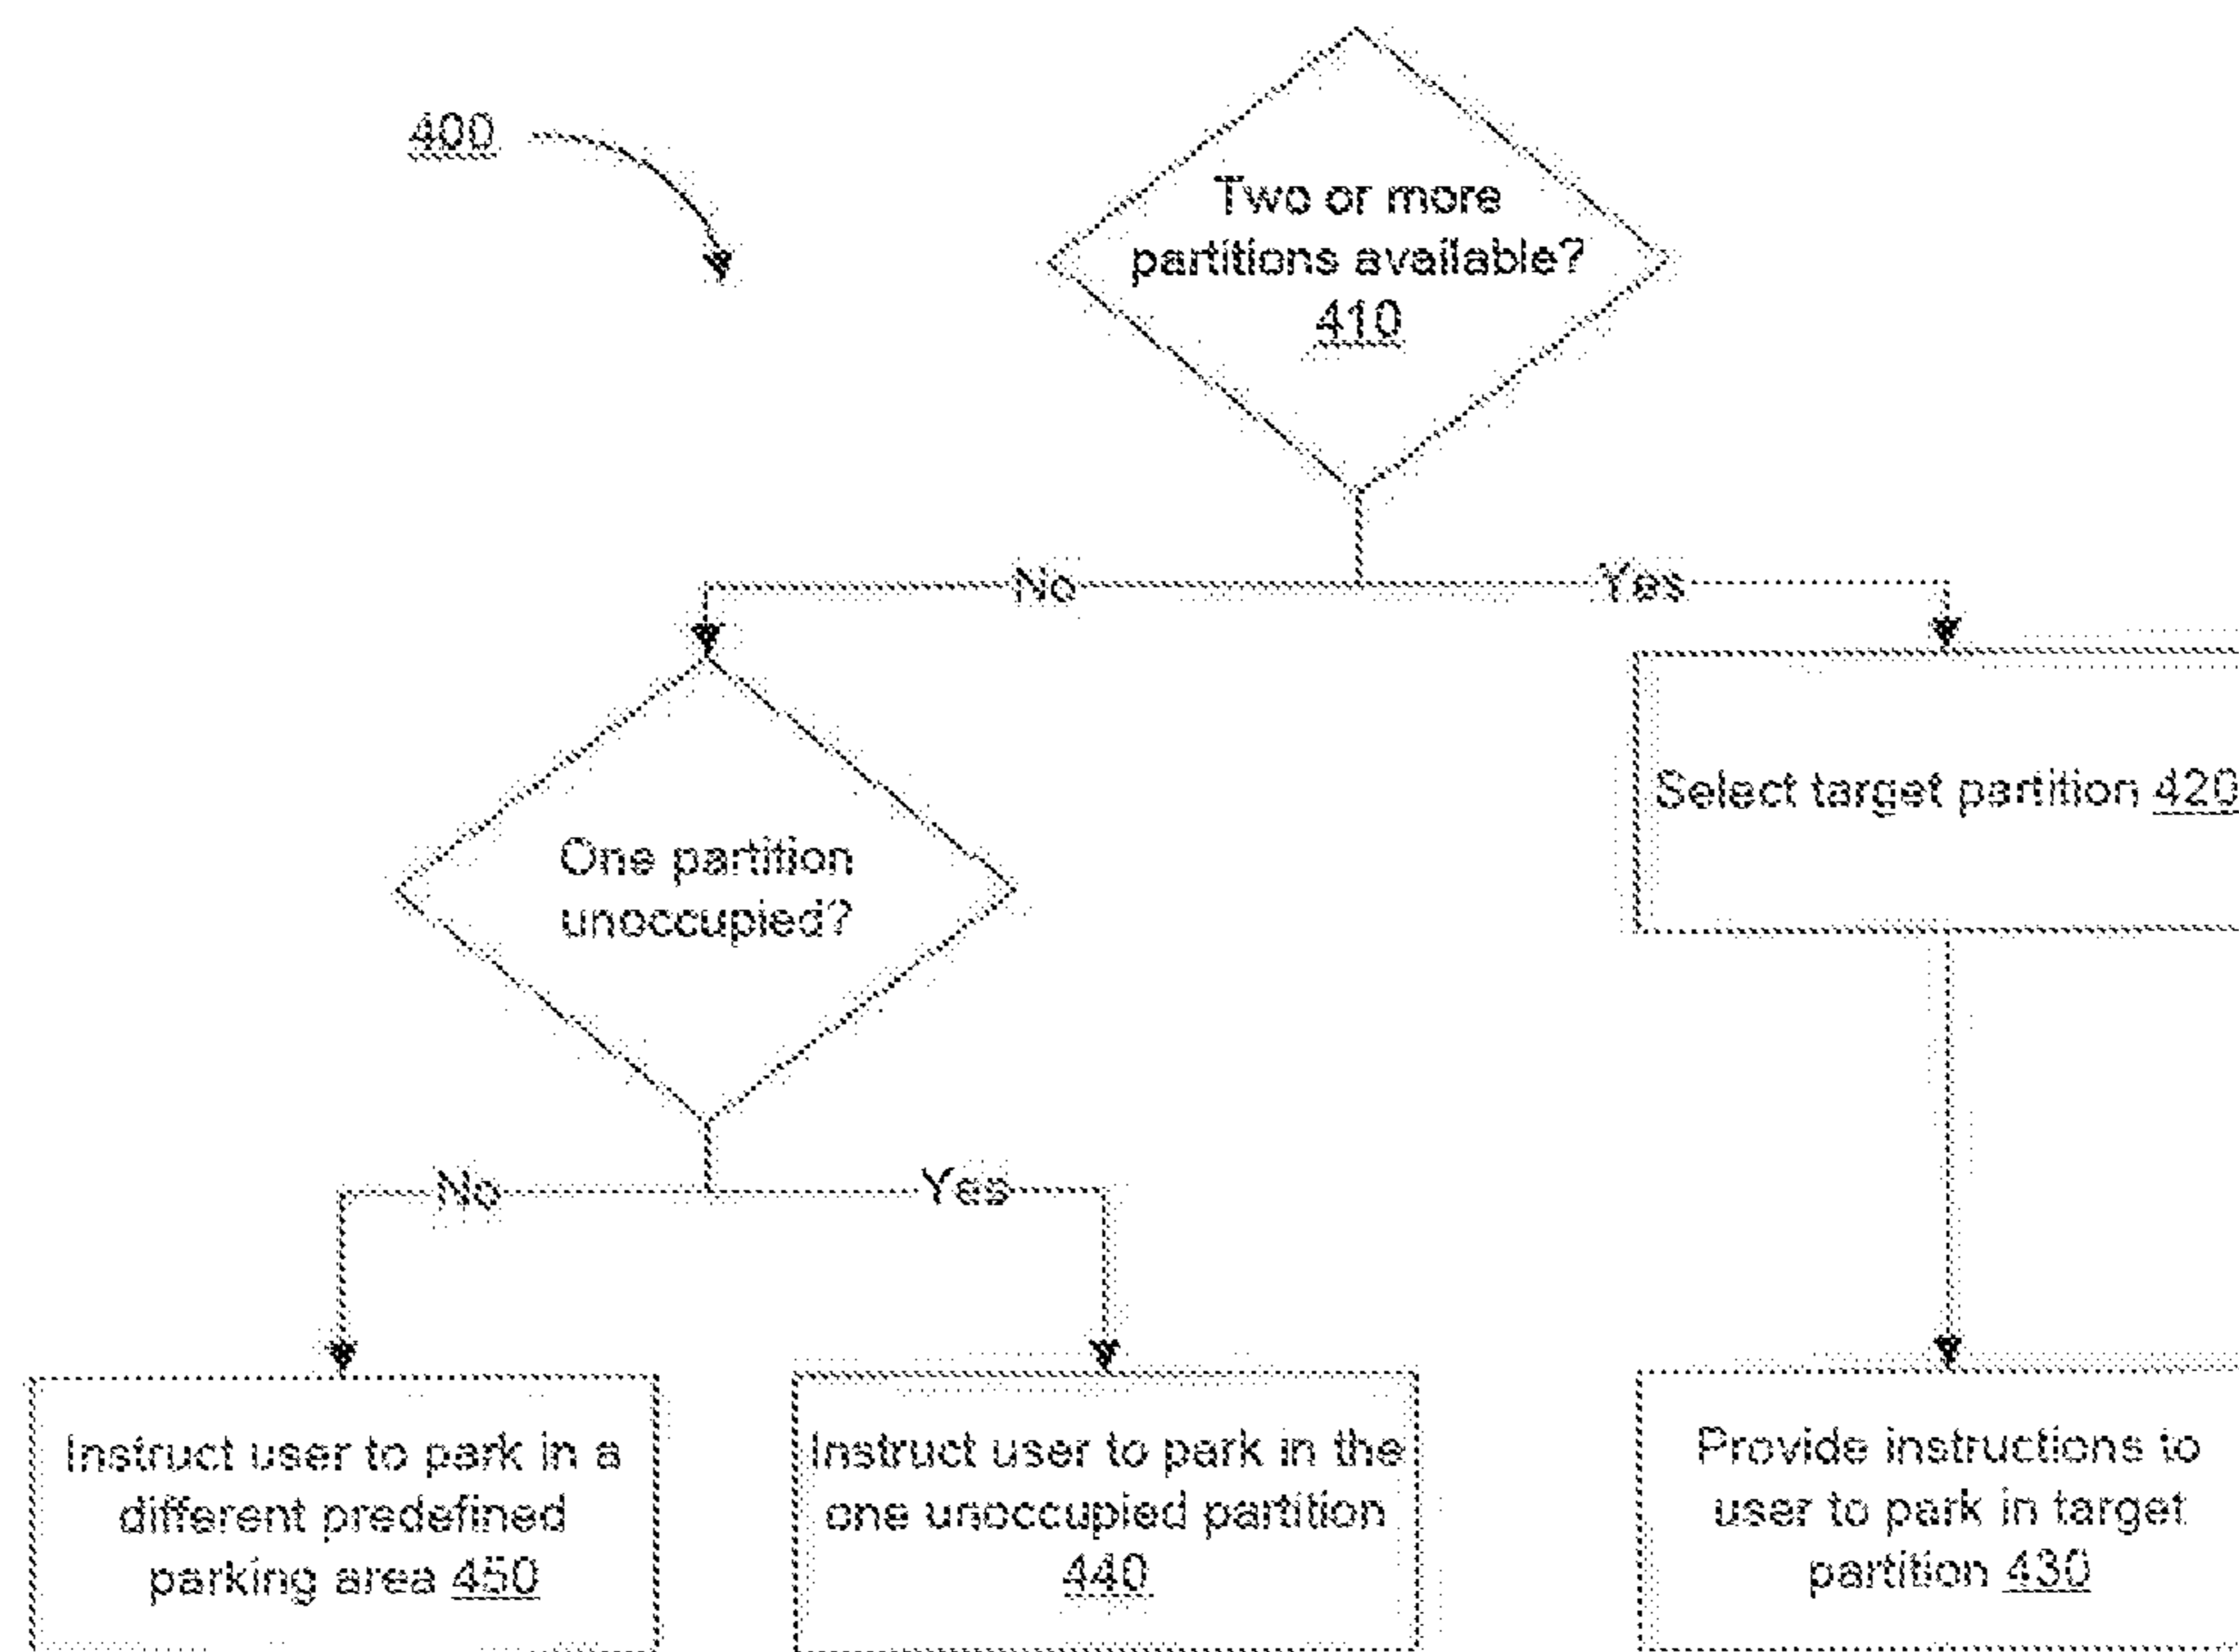 400
Two or more
partitions available?
410
No
Yes
One partition
unoccupied?
Select target partition 420
No
Yes
Instruct user to park in a
different predefined
parking area 450
Instruct user to park in the
one unoccupied partition
440
Provide instructions to
user to park in target
partition 430